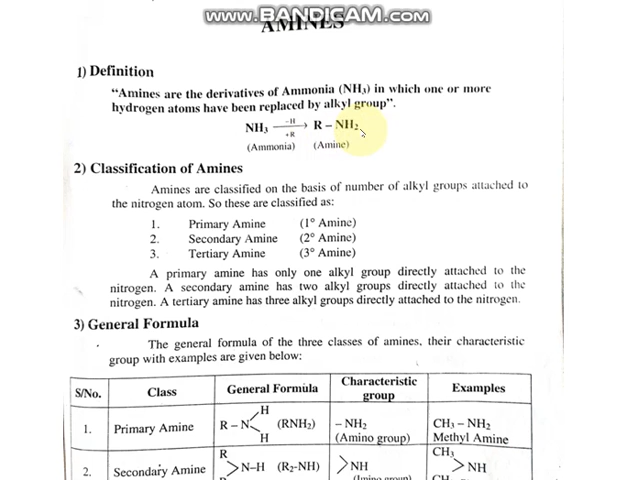 www.BANDICAM.com
AMINES
1) Definition
“Amines are the derivatives of Ammonia (NH₃) in which one or more
hydrogen atoms have been replaced by alkyl group”.
NH₃ –H/+R → R – NH₂
(Ammonia) (Amine)
2) Classification of Amines
Amines are classified on the basis of number of alkyl groups attached to
the nitrogen atom. So these are classified as:
1. Primary Amine (1° Amine)
2. Secondary Amine (2° Amine)
3. Tertiary Amine (3° Amine)
A primary amine has only one alkyl group directly attached to the
nitrogen. A secondary amine has two alkyl groups directly attached to the
nitrogen. A tertiary amine has three alkyl groups directly attached to the nitrogen.
3) General Formula
The general formula of the three classes of amines, their characteristic
group with examples are given below:
S/No. Class General Formula Characteristic group Examples
1. Primary Amine R – N H H (RNH₂) – NH₂ (Amino group) CH₃ – NH₂ Methyl Amine
2. Secondary Amine R N–H (R₂-NH) NH CH₃ NH